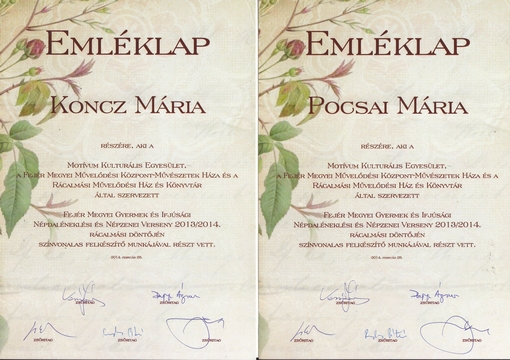 Emléklap
Koncz Mária
részére, aki a
Motívum Kulturális Egyesület,
a Fejér Megyei Művelődési Központ-Művészetek Háza és a
Rácalmási Művelődési Ház és Könyvtár
által szervezett
Fejér Megyei Gyermek és Ifjúsági
Népdaléneklési és Népzenei Verseny 2013/2014.
rácalmási döntőjén
színvonalas felkészítő munkájával részt vett.
zsűritag
zsűritag
zsűritag
zsűritag
zsűritag
Emléklap
Pocsai Mária
részére, aki a
Motívum Kulturális Egyesület,
a Fejér Megyei Művelődési Központ-Művészetek Háza és a
Rácalmási Művelődési Ház és Könyvtár
által szervezett
Fejér Megyei Gyermek és Ifjúsági
Népdaléneklési és Népzenei Verseny 2013/2014.
rácalmási döntőjén
színvonalas felkészítő munkájával részt vett.
zsűritag
zsűritag
zsűritag
zsűritag
zsűritag